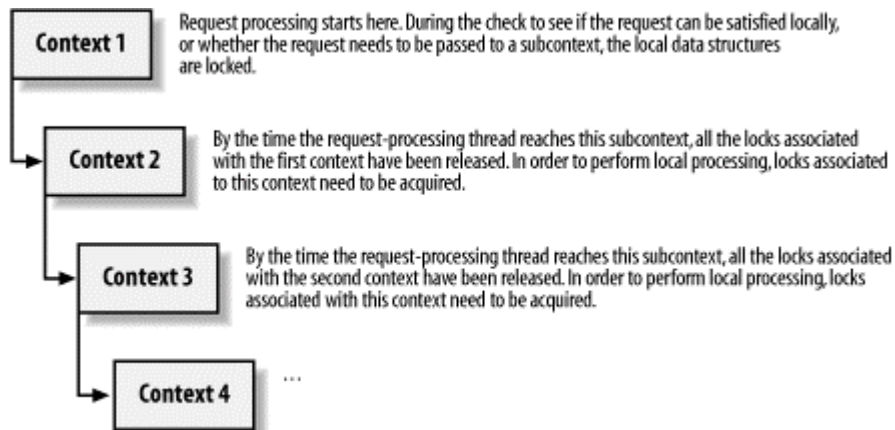 Context 1
Request processing starts here. During the check to see if the request can be satisfied locally,
or whether the request needs to be passed to a subcontext, the local data structures
are locked.
Context 2
By the time the request-processing thread reaches this subcontext, all the locks associated
with the first context have been released. In order to perform local processing, locks associated
to this context need to be acquired.
Context 3
By the time the request-processing thread reaches this subcontext, all the locks associated
with the second context have been released. In order to perform local processing, locks
associated with this context need to be acquired.
Context 4
...